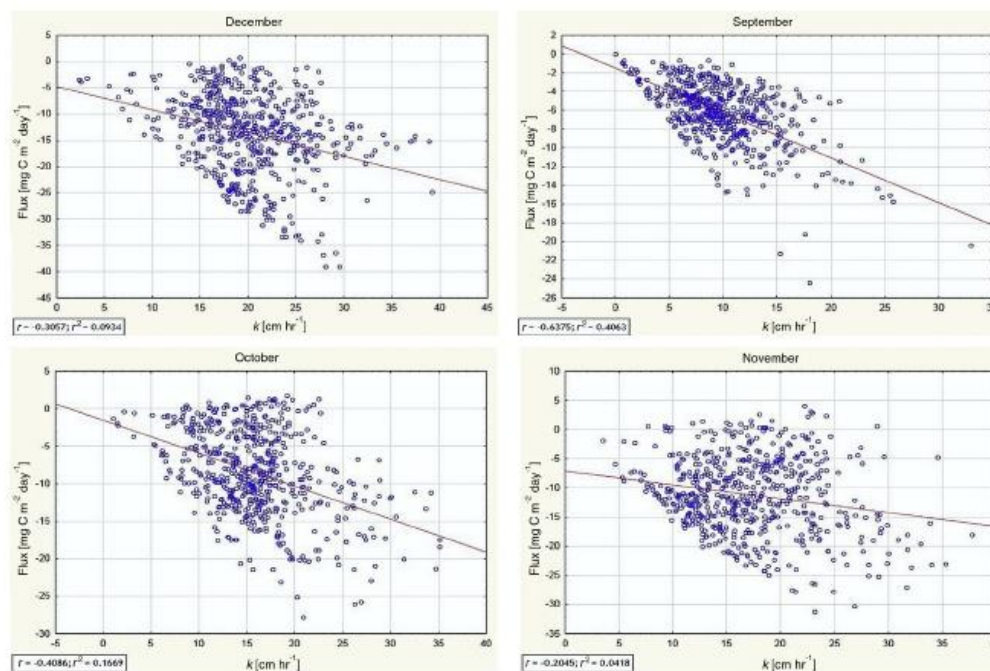 December
Flux [mg C m⁻² day⁻¹]
5
0
-5
-10
-15
-20
-25
-30
-35
-40
-45
0 5 10 15 20 25 30 35 40 45
k [cm hr⁻¹]
r = -0.3057; r² = 0.0934
September
Flux [mg C m⁻² day⁻¹]
2
0
-2
-4
-6
-8
-10
-12
-14
-16
-18
-20
-22
-24
-26
-5 0 5 10 15 20 25 30
k [cm hr⁻¹]
r = -0.6375; r² = 0.4063
October
Flux [mg C m⁻² day⁻¹]
5
0
-5
-10
-15
-20
-25
-30
-5 0 5 10 15 20 25 30 35 40
k [cm hr⁻¹]
r = -0.4086; r² = 0.1669
November
Flux [mg C m⁻² day⁻¹]
10
5
0
-5
-10
-15
-20
-25
-30
-35
0 5 10 15 20 25 30 35
k [cm hr⁻¹]
r = -0.2045; r² = 0.0418